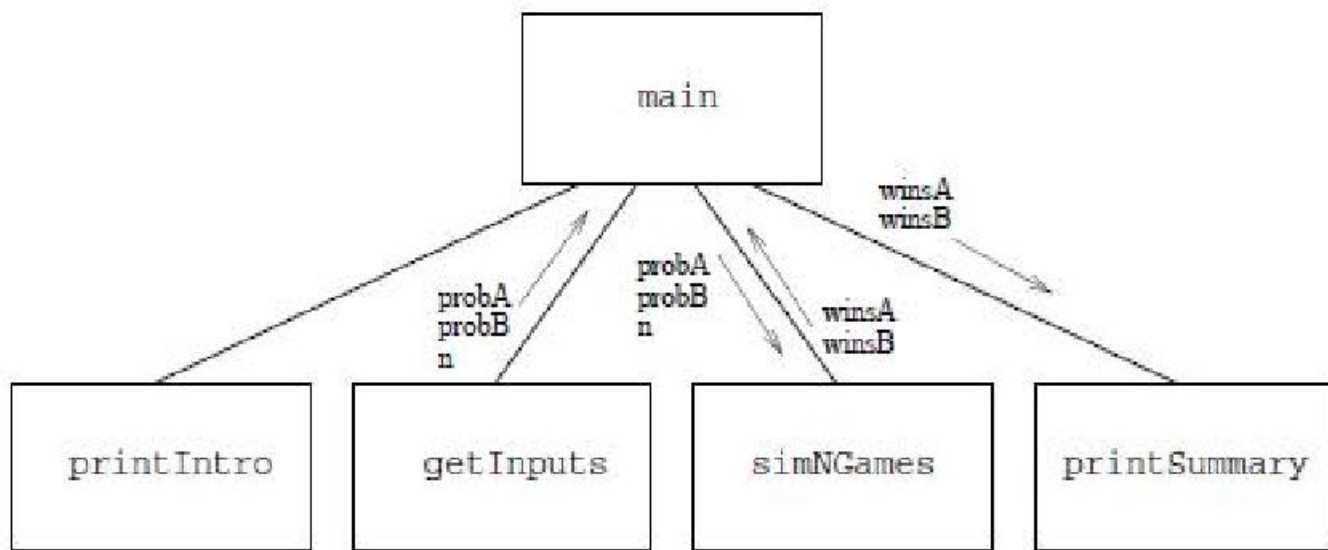 main
winsA
winsB
probA
probB
n
probA
probB
n
winsA
winsB
printIntro
getInputs
simNGames
printSummary